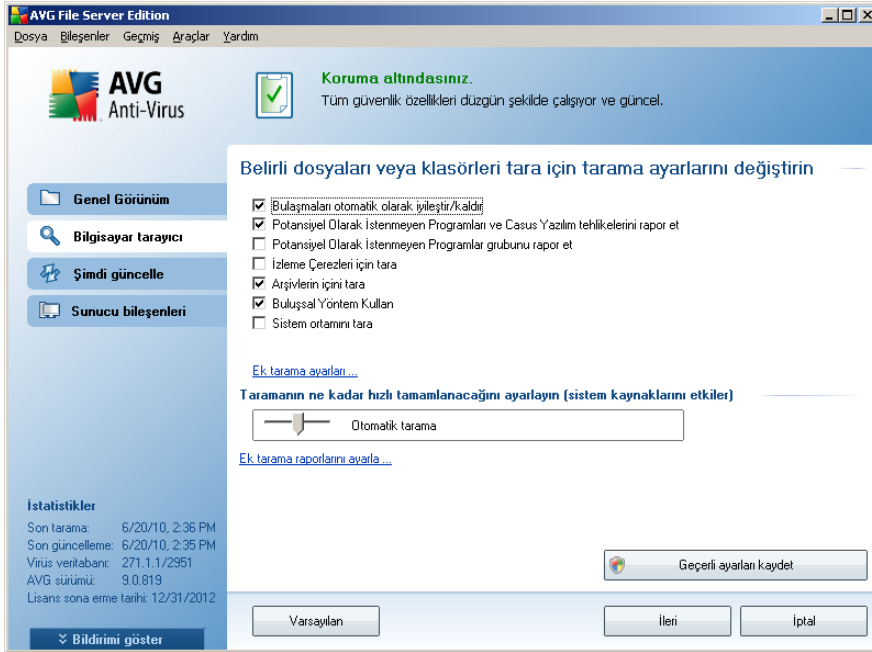 AVG File Server Edition
Dosya Bileşenler Geçmiş Araçlar Yardım
AVG
Anti-Virus
Koruma altındasınız.
Tüm güvenlik özellikleri düzgün şekilde çalışıyor ve güncel.
Belirli dosyaları veya klasörleri tara için tarama ayarlarını değiştirin
Genel Görünüm
Bilgisayar tarayıcı
Şimdi güncelle
Sunucu bileşenleri
Bulaşmaları otomatik olarak iyileştir/kaldır
Potansiyel Olarak İstenmeyen Programları ve Casus Yazılım tehlikelerini rapor et
Potansiyel Olarak İstenmeyen Programlar grubunu rapor et
İzleme Çerezleri için tara
Arşivlerin içini tara
Buluşsal Yöntem Kullan
Sistem ortamını tara
Ek tarama ayarları ...
Taramanın ne kadar hızlı tamamlanacağını ayarlayın (sistem kaynaklarını etkiler)
Otomatik tarama
Ek tarama raporlarını ayarla ...
İstatistikler
Son tarama: 6/20/10, 2:36 PM
Son güncelleme: 6/20/10, 2:35 PM
Virüs veritabanı: 271.1.1/2951
AVG sürümü: 9.0.819
Lisans sona erme tarihi: 12/31/2012
Bildirimi göster
Geçerli ayarları kaydet
Varsayılan
İleri
İptal